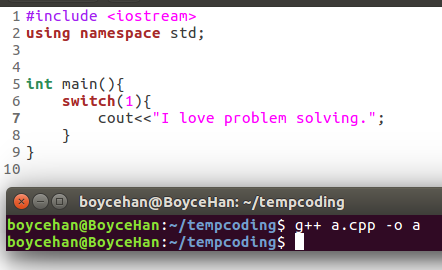 1 #include <iostream>
2 using namespace std;
3
4
5 int main(){
6     switch(1){
7         cout<<"I love problem solving.";
8     }
9 }
10
boycehan@BoyceHan: ~/tempcoding
boycehan@BoyceHan:~/tempcoding$ g++ a.cpp -o a
boycehan@BoyceHan:~/tempcoding$